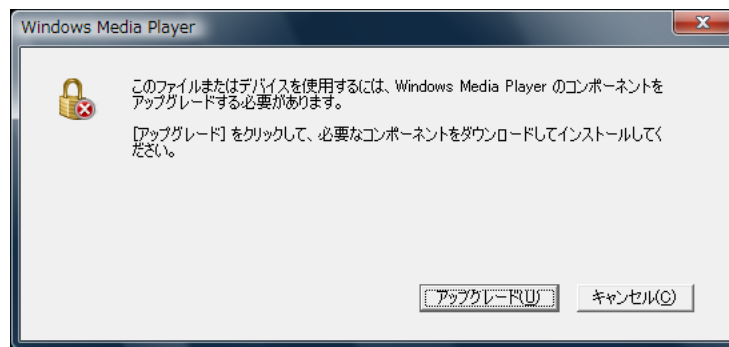 Windows Media Player
このファイルまたはデバイスを使用するには、Windows Media Player のコンポーネントを
アップグレードする必要があります。
[アップグレード] をクリックして、必要なコンポーネントをダウンロードしてインストールしてく
ださい。
アップグレード(U) キャンセル(C)